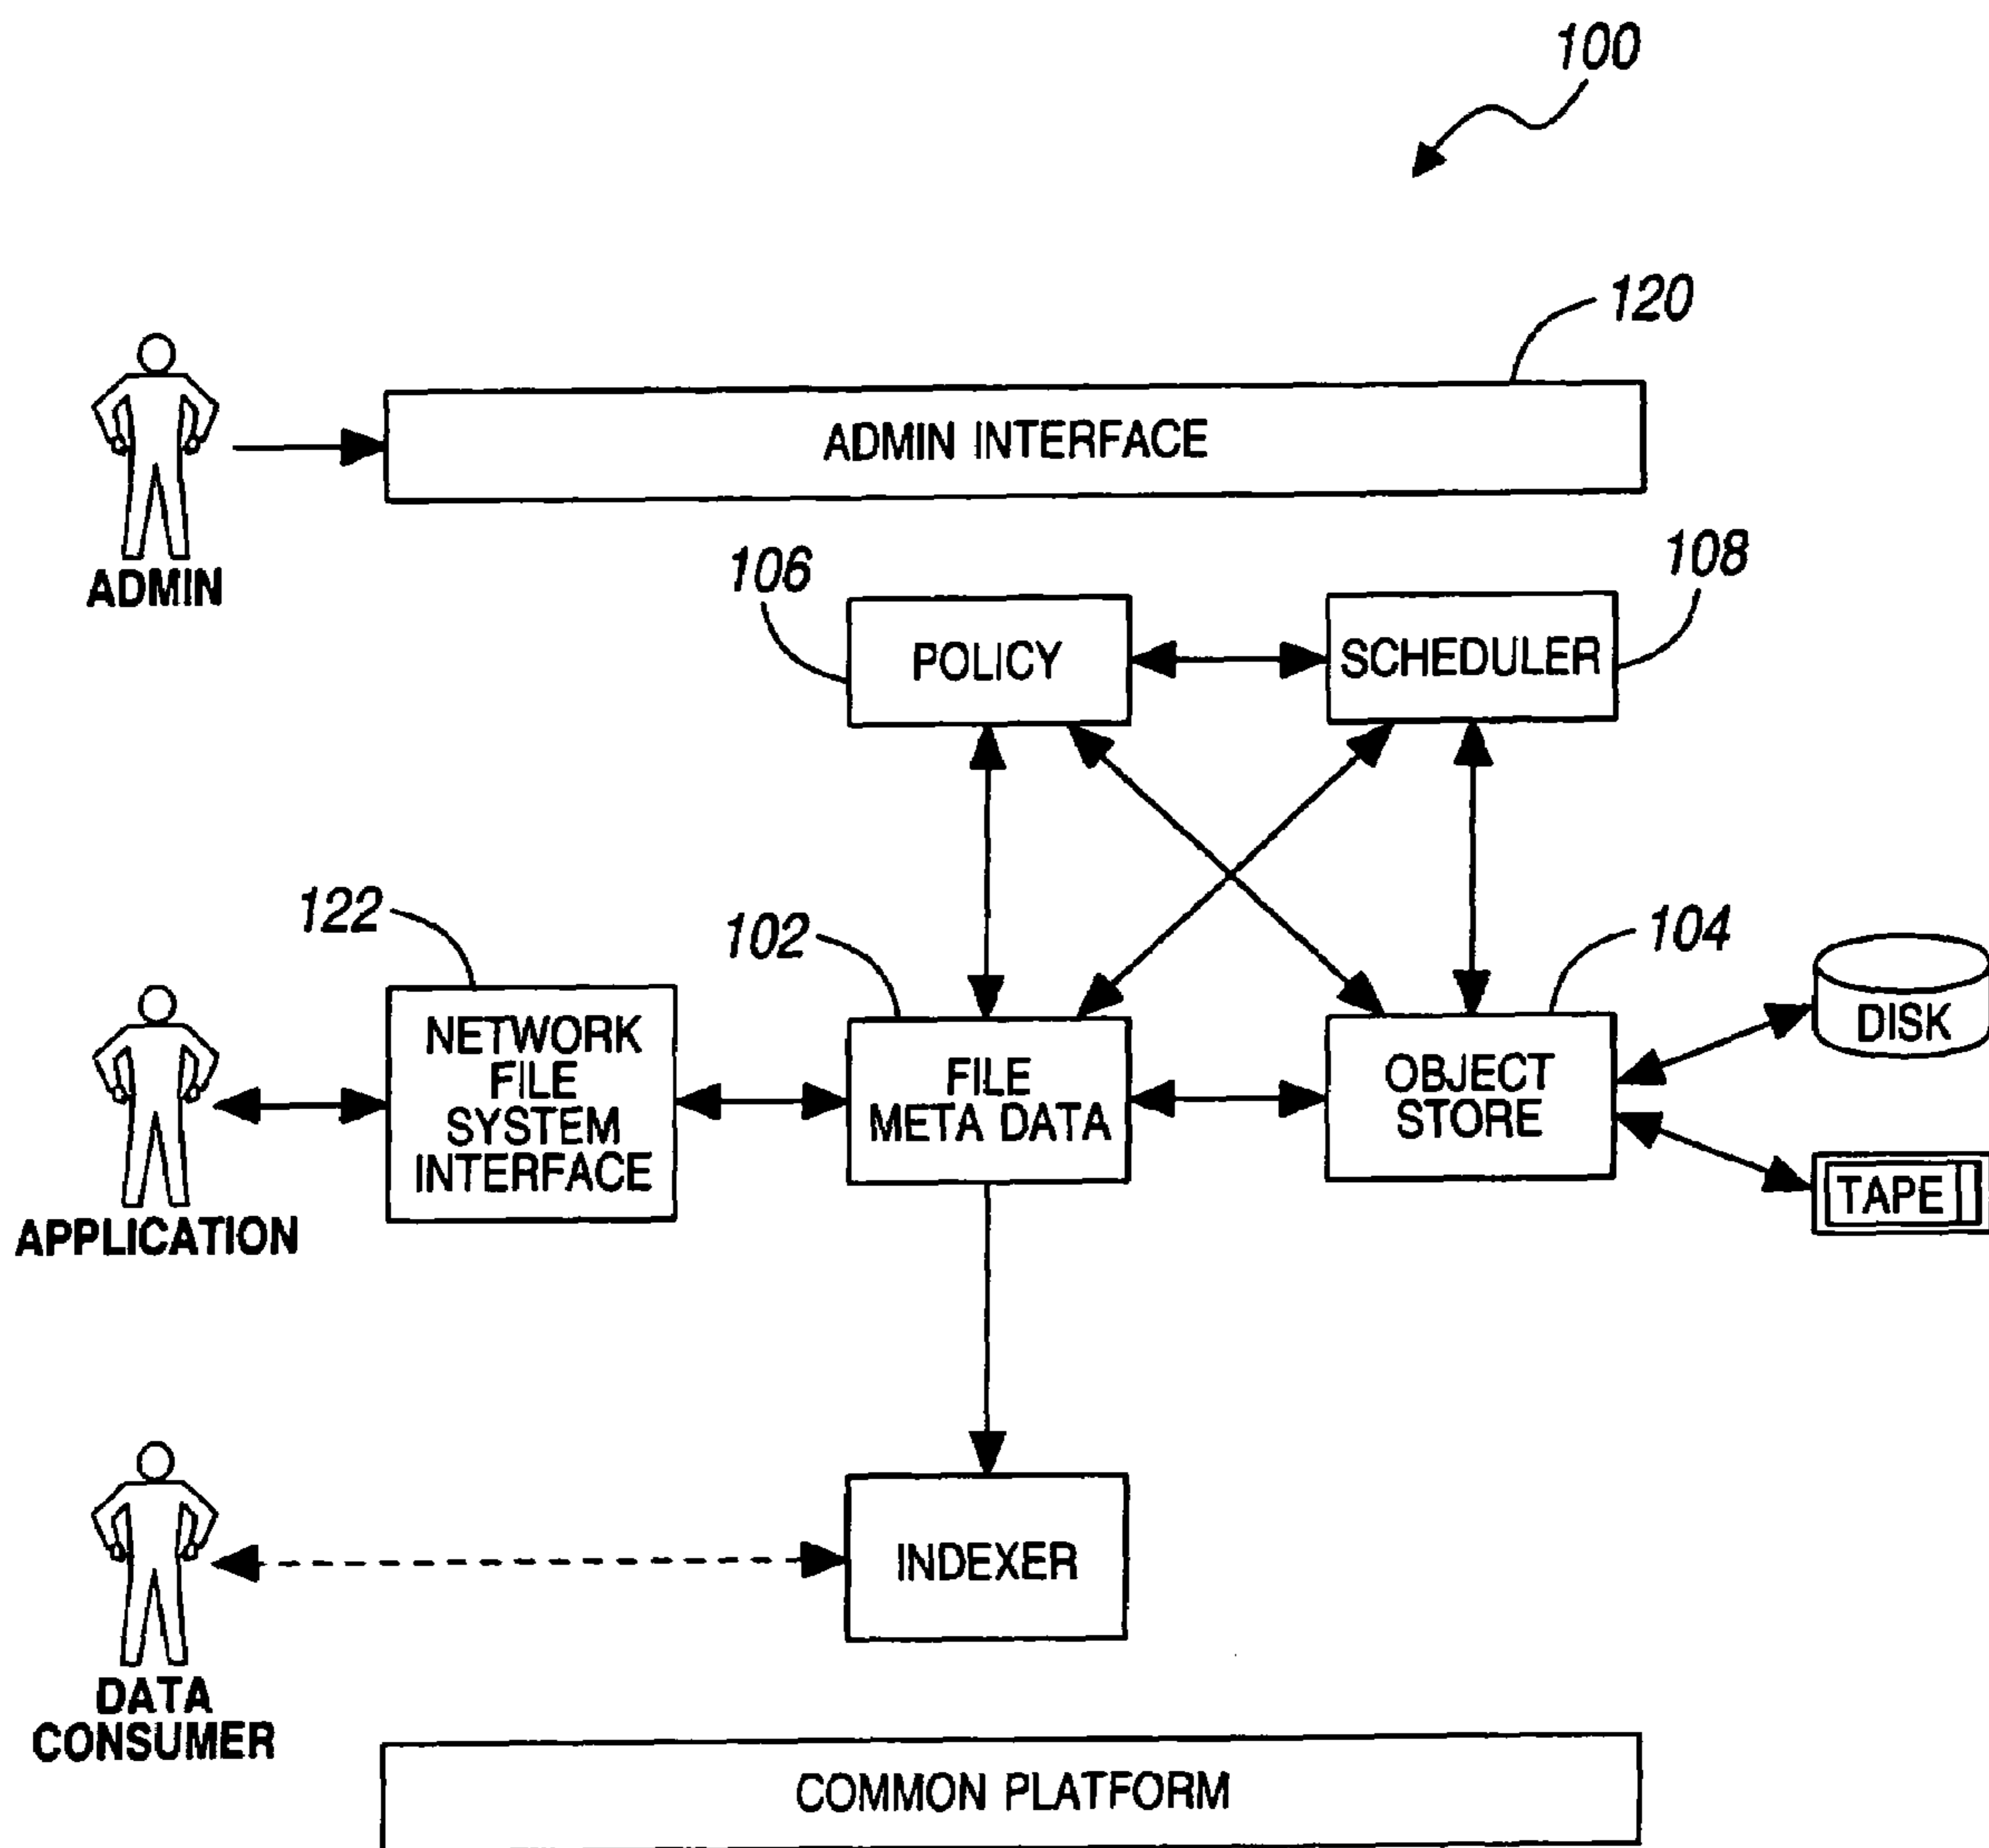 100
120
ADMIN INTERFACE
ADMIN
106
108
POLICY
SCHEDULER
122
102
104
NETWORK
FILE
SYSTEM
INTERFACE
FILE
META DATA
OBJECT
STORE
DISK
TAPE
APPLICATION
INDEXER
DATA
CONSUMER
COMMON PLATFORM